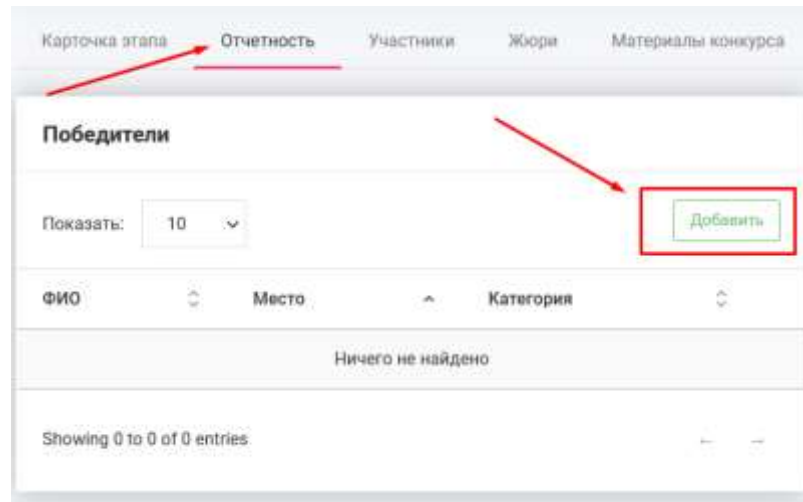 Карточка этапа Отчетность Участники Жюри Материалы конкурса
Победители
Показать: 10 Добавить
ФИО Место Категория
Ничего не найдено
Showing 0 to 0 of 0 entries ← →